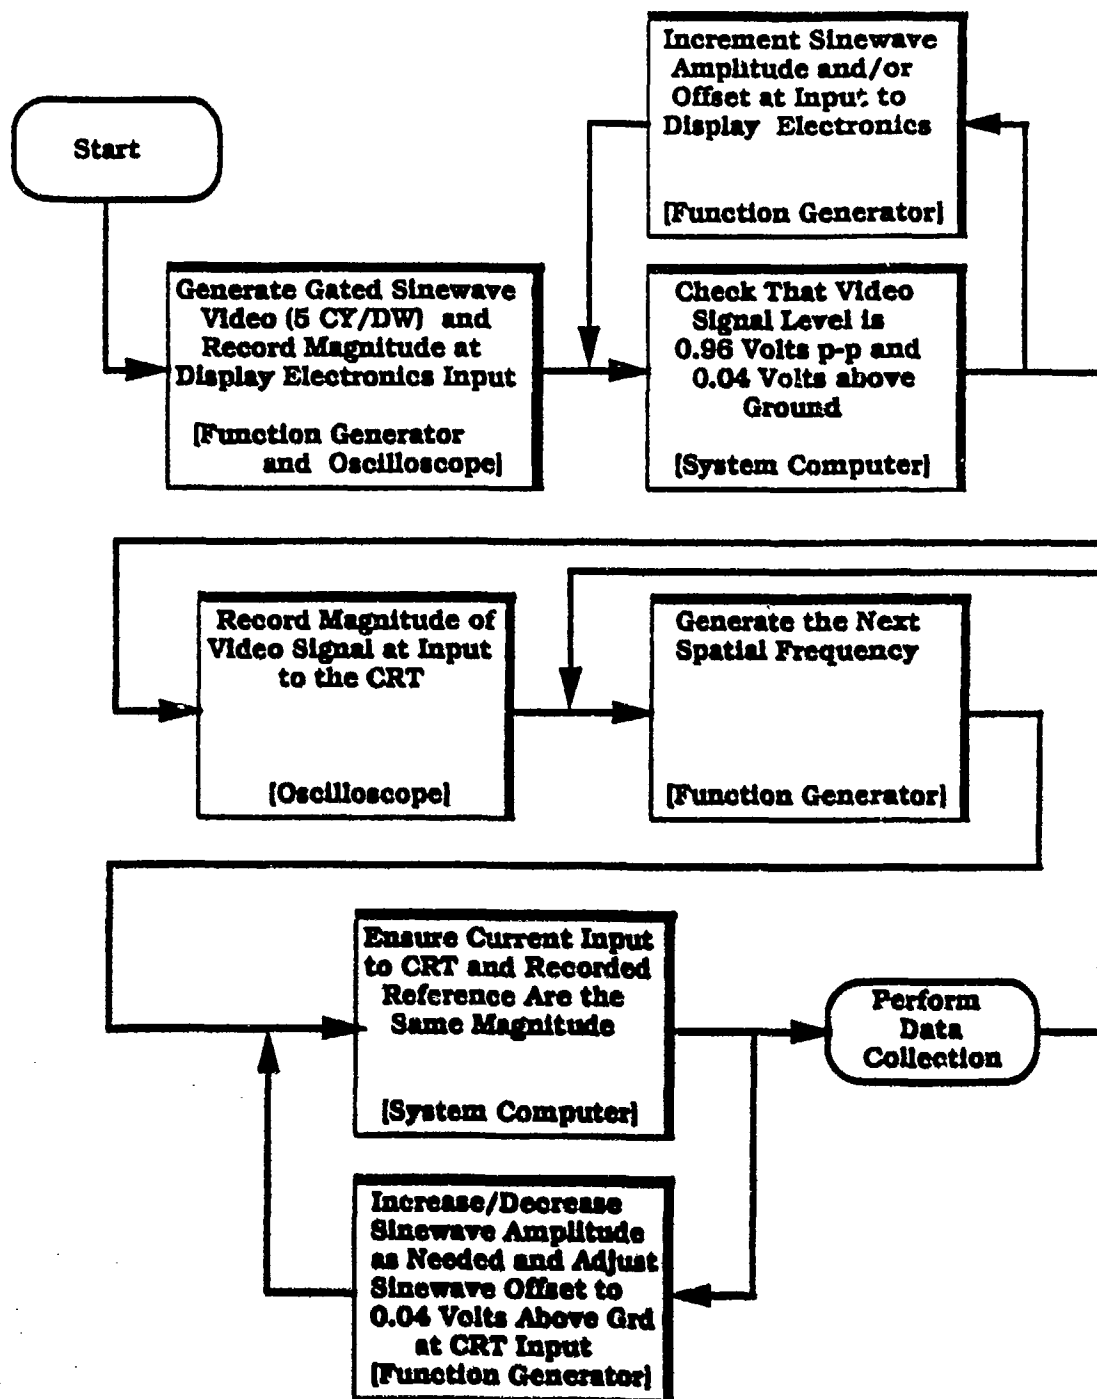 Start
Increment Sinewave
Amplitude and/or
Offset at Input to
Display Electronics
[Function Generator]
Generate Gated Sinewave
Video (5 CY/DW) and
Record Magnitude at
Display Electronics Input
[Function Generator
and Oscilloscope]
Check That Video
Signal Level is
0.96 Volts p-p and
0.04 Volts above
Ground
[System Computer]
Record Magnitude of
Video Signal at Input
to the CRT
[Oscilloscope]
Generate the Next
Spatial Frequency
[Function Generator]
Ensure Current Input
to CRT and Recorded
Reference Are the
Same Magnitude
[System Computer]
Perform
Data
Collection
Increase/Decrease
Sinewave Amplitude
as Needed and Adjust
Sinewave Offset to
0.04 Volts Above Grd
at CRT Input
[Function Generator]